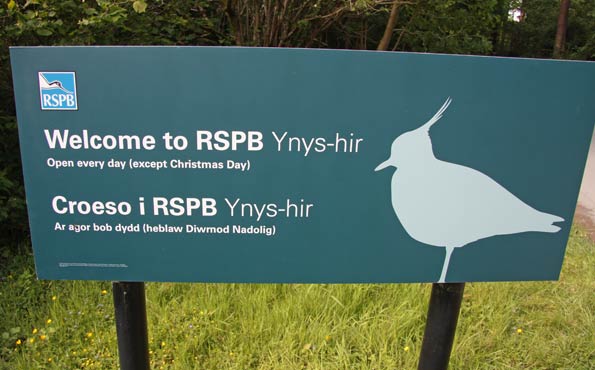 RSPB
Welcome to RSPB Ynys-hir
Open every day (except Christmas Day)
Croeso i RSPB Ynys-hir
Ar agor bob dydd (heblaw Diwrnod Nadolig)